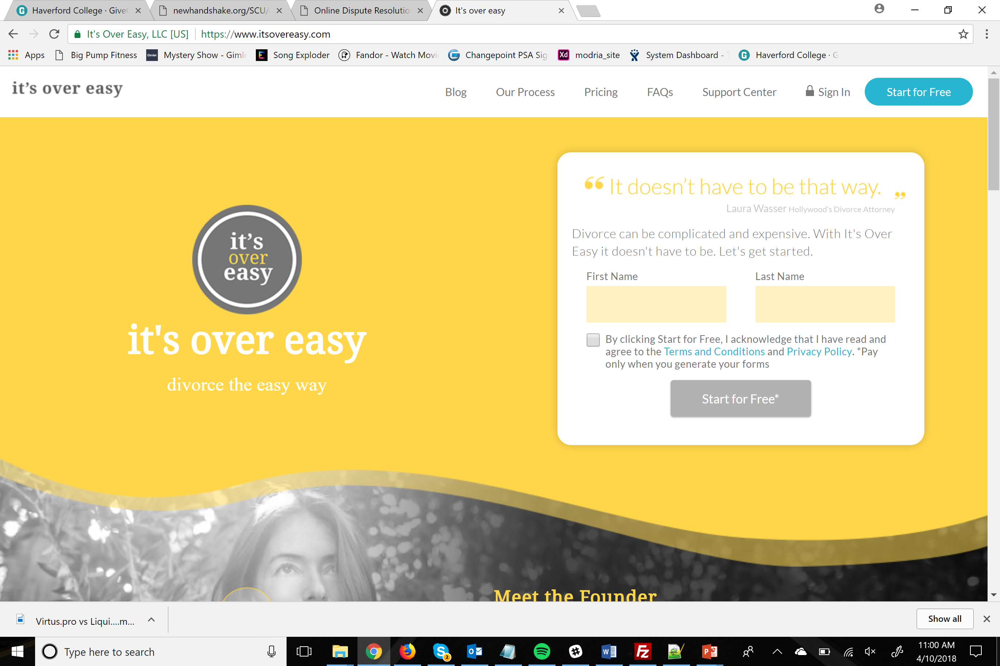 Haverford College · Give
newhandshake.org/SCU/
Online Dispute Resolutio
It's over easy
It's Over Easy, LLC [US]
https://www.itsovereasy.com
Apps
Big Pump Fitness
Gimlet
Mystery Show - Giml
Song Exploder
Fandor - Watch Movi
Changepoint PSA Sig
Xd
modria_site
System Dashboard -
Haverford College · G
it's over easy
Blog
Our Process
Pricing
FAQs
Support Center
Sign In
Start for Free
“ It doesn’t have to be that way. ”
Laura Wasser Hollywood's Divorce Attorney
Divorce can be complicated and expensive. With It's Over
Easy it doesn't have to be. Let's get started.
First Name
Last Name
By clicking Start for Free, I acknowledge that I have read and
agree to the Terms and Conditions and Privacy Policy. *Pay
only when you generate your forms
Start for Free*
it’s
over
easy
it's over easy
divorce the easy way
Meet the Founder
Virtus.pro vs Liqui....m...
Show all
Type here to search
2
11:00 AM
4/10/2018